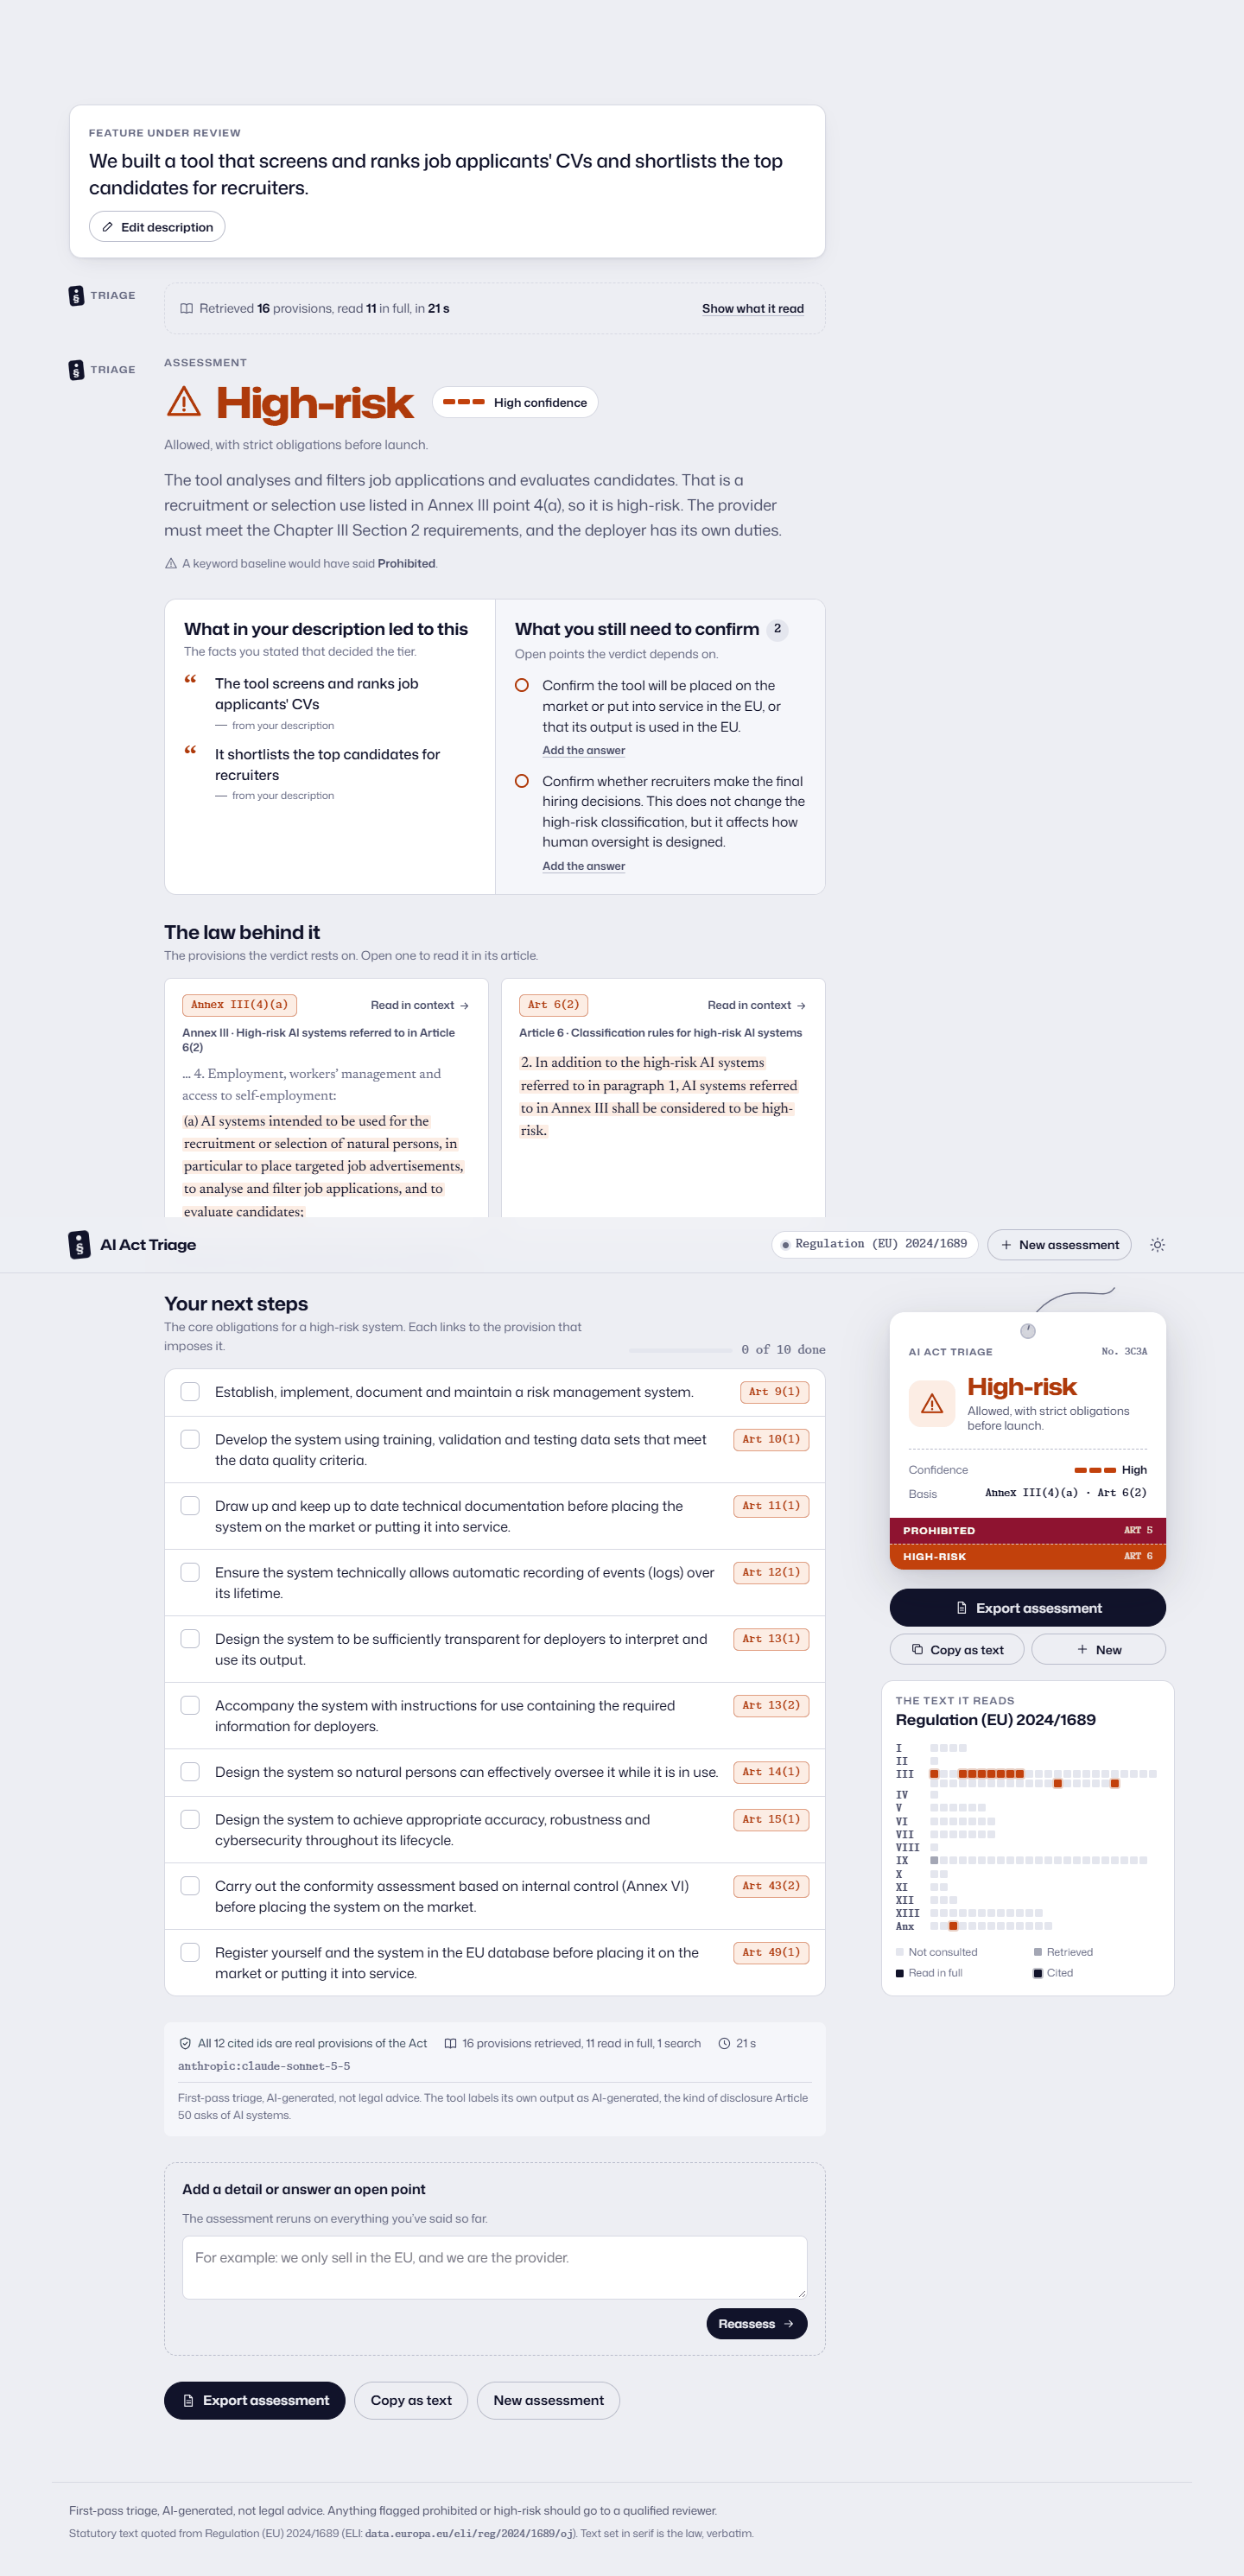 FEATURE UNDER REVIEW
We built a tool that screens and ranks job applicants' CVs and shortlists the top
candidates for recruiters.
Edit description
§ TRIAGE
Retrieved 16 provisions, read 11 in full, in 21 s
Show what it read
§ TRIAGE
ASSESSMENT
High-risk
High confidence
Allowed, with strict obligations before launch.
The tool analyses and filters job applications and evaluates candidates. That is a
recruitment or selection use listed in Annex III point 4(a), so it is high-risk. The provider
must meet the Chapter III Section 2 requirements, and the deployer has its own duties.
A keyword baseline would have said Prohibited.
What in your description led to this
The facts you stated that decided the tier.
“ The tool screens and ranks job
applicants' CVs
— from your description
“ It shortlists the top candidates for
recruiters
— from your description
What you still need to confirm 2
Open points the verdict depends on.
Confirm the tool will be placed on the
market or put into service in the EU, or
that its output is used in the EU.
Add the answer
Confirm whether recruiters make the final
hiring decisions. This does not change the
high-risk classification, but it affects how
human oversight is designed.
Add the answer
The law behind it
The provisions the verdict rests on. Open one to read it in its article.
Annex III(4)(a)
Read in context →
Annex III · High-risk AI systems referred to in Article
6(2)
... 4. Employment, workers' management and
access to self-employment:
(a) AI systems intended to be used for the
recruitment or selection of natural persons, in
particular to place targeted job advertisements,
to analyse and filter job applications, and to
evaluate candidates;
Art 6(2)
Read in context →
Article 6 · Classification rules for high-risk AI systems
2. In addition to the high-risk AI systems
referred to in paragraph 1, AI systems referred
to in Annex III shall be considered to be high-
risk.
§ AI Act Triage
Regulation (EU) 2024/1689
+ New assessment
Your next steps
The core obligations for a high-risk system. Each links to the provision that
imposes it.
0 of 10 done
Establish, implement, document and maintain a risk management system.
Art 9(1)
Develop the system using training, validation and testing data sets that meet
the data quality criteria.
Art 10(1)
Draw up and keep up to date technical documentation before placing the
system on the market or putting it into service.
Art 11(1)
Ensure the system technically allows automatic recording of events (logs) over
its lifetime.
Art 12(1)
Design the system to be sufficiently transparent for deployers to interpret and
use its output.
Art 13(1)
Accompany the system with instructions for use containing the required
information for deployers.
Art 13(2)
Design the system so natural persons can effectively oversee it while it is in use.
Art 14(1)
Design the system to achieve appropriate accuracy, robustness and
cybersecurity throughout its lifecycle.
Art 15(1)
Carry out the conformity assessment based on internal control (Annex VI)
before placing the system on the market.
Art 43(2)
Register yourself and the system in the EU database before placing it on the
market or putting it into service.
Art 49(1)
AI ACT TRIAGE
No. 3C3A
High-risk
Allowed, with strict obligations
before launch.
Confidence
High
Basis
Annex III(4)(a) · Art 6(2)
PROHIBITED
ART 5
HIGH-RISK
ART 6
Export assessment
Copy as text
+ New
THE TEXT IT READS
Regulation (EU) 2024/1689
I
II
III
IV
V
VI
VII
VIII
IX
X
XI
XII
XIII
Anx
Not consulted
Retrieved
Read in full
Cited
All 12 cited ids are real provisions of the Act
16 provisions retrieved, 11 read in full, 1 search
21 s
anthropic:claude-sonnet-5-5
First-pass triage, AI-generated, not legal advice. The tool labels its own output as AI-generated, the kind of disclosure Article
50 asks of AI systems.
Add a detail or answer an open point
The assessment reruns on everything you've said so far.
For example: we only sell in the EU, and we are the provider.
Reassess →
Export assessment
Copy as text
New assessment
First-pass triage, AI-generated, not legal advice. Anything flagged prohibited or high-risk should go to a qualified reviewer.
Statutory text quoted from Regulation (EU) 2024/1689 (ELI: data.europa.eu/eli/reg/2024/1689/oj). Text set in serif is the law, verbatim.